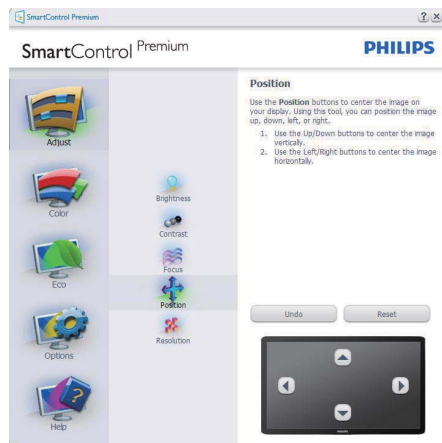 SmartControl Premium
? ×
SmartControl Premium
PHILIPS
Adjust
Color
Eco
Options
Help
Brightness
Contrast
Focus
Position
Resolution
Position
Use the Position buttons to center the image on
your display. Using this tool, you can position the image
up, down, left, or right.
1. Use the Up/Down buttons to center the image
vertically.
2. Use the Left/Right buttons to center the image
horizontally.
Undo
Reset
PHILIPS